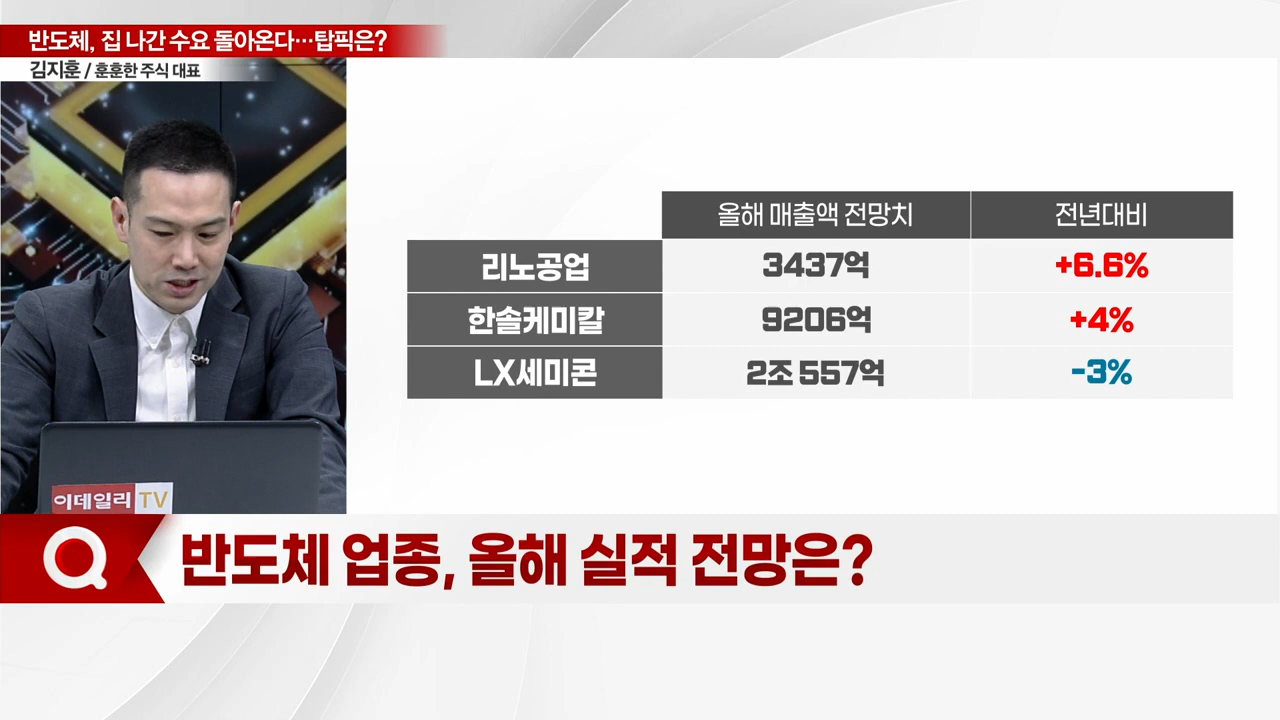 반도체, 집 나간 수요 돌아온다…탑픽은?
김지훈 / 훈훈한 주식 대표
올해 매출액 전망치 전년대비
리노공업 3437억 +6.6%
한솔케미칼 9206억 +4%
LX세미콘 2조 557억 -3%
이데일리 TV
Q 반도체 업종, 올해 실적 전망은?